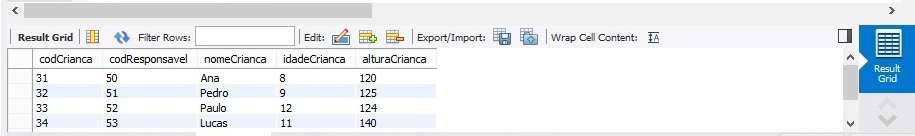 Result Grid Filter Rows: Edit: Export/Import: Wrap Cell Content:
codCrianca codResponsavel nomeCrianca idadeCrianca alturaCrianca
31 50 Ana 8 120
32 51 Pedro 9 125
33 52 Paulo 12 124
34 53 Lucas 11 140
Result
Grid